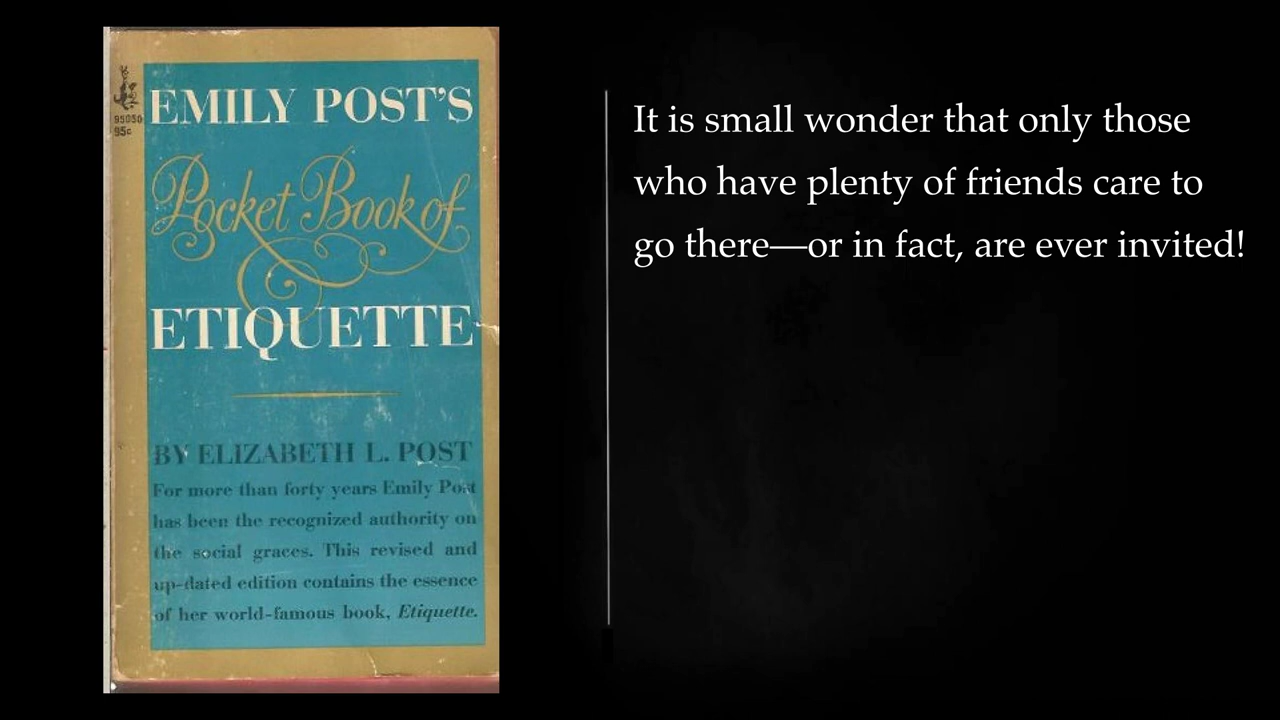 95050
95c
EMILY POST'S
Pocket Book of
ETIQUETTE
BY ELIZABETH L. POST
For more than forty years Emily Post
has been the recognized authority on
the social graces. This revised and
up-dated edition contains the essence
of her world-famous book, Etiquette.
It is small wonder that only those
who have plenty of friends care to
go there—or in fact, are ever invited!